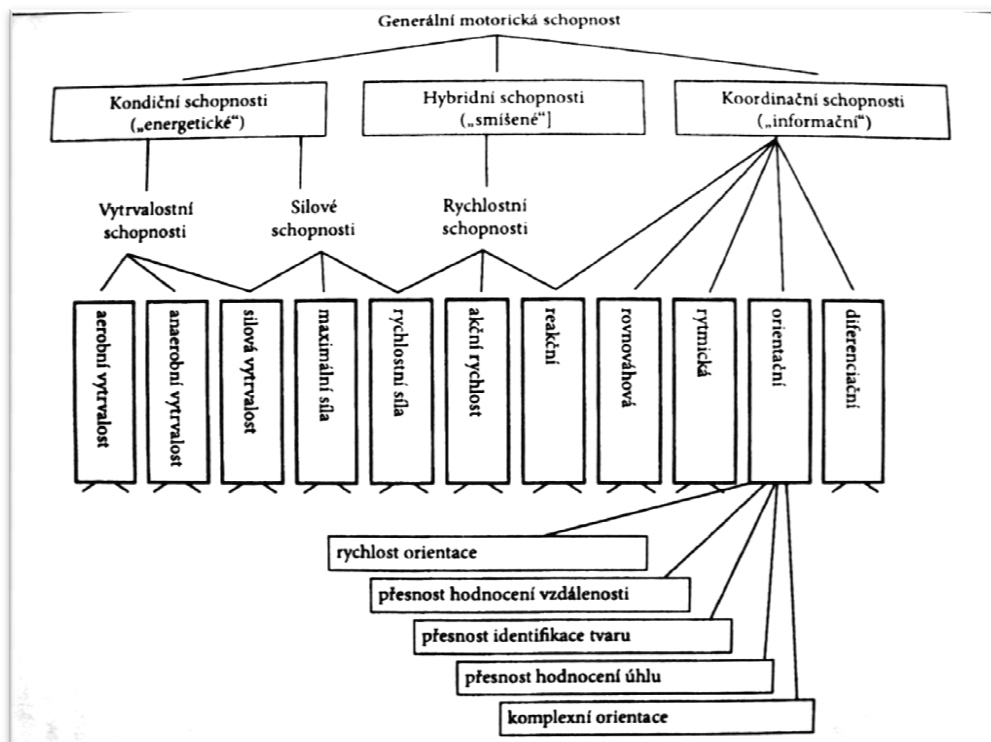 Generální motorická schopnost
Kondiční schopnosti
(„energetické“)
Hybridní schopnosti
(„smíšené“]
Koordinační schopnosti
(„informační“)
Vytrvalostní
schopnosti
Silové
schopnosti
Rychlostní
schopnosti
aerobní vytrvalost
anaerobní vytrvalost
silová vytrvalost
maximální síla
rychlostní síla
akční rychlost
reakční
rovnováhová
rytmická
orientační
diferenciační
rychlost orientace
přesnost hodnocení vzdálenosti
přesnost identifikace tvaru
přesnost hodnocení úhlu
komplexní orientace